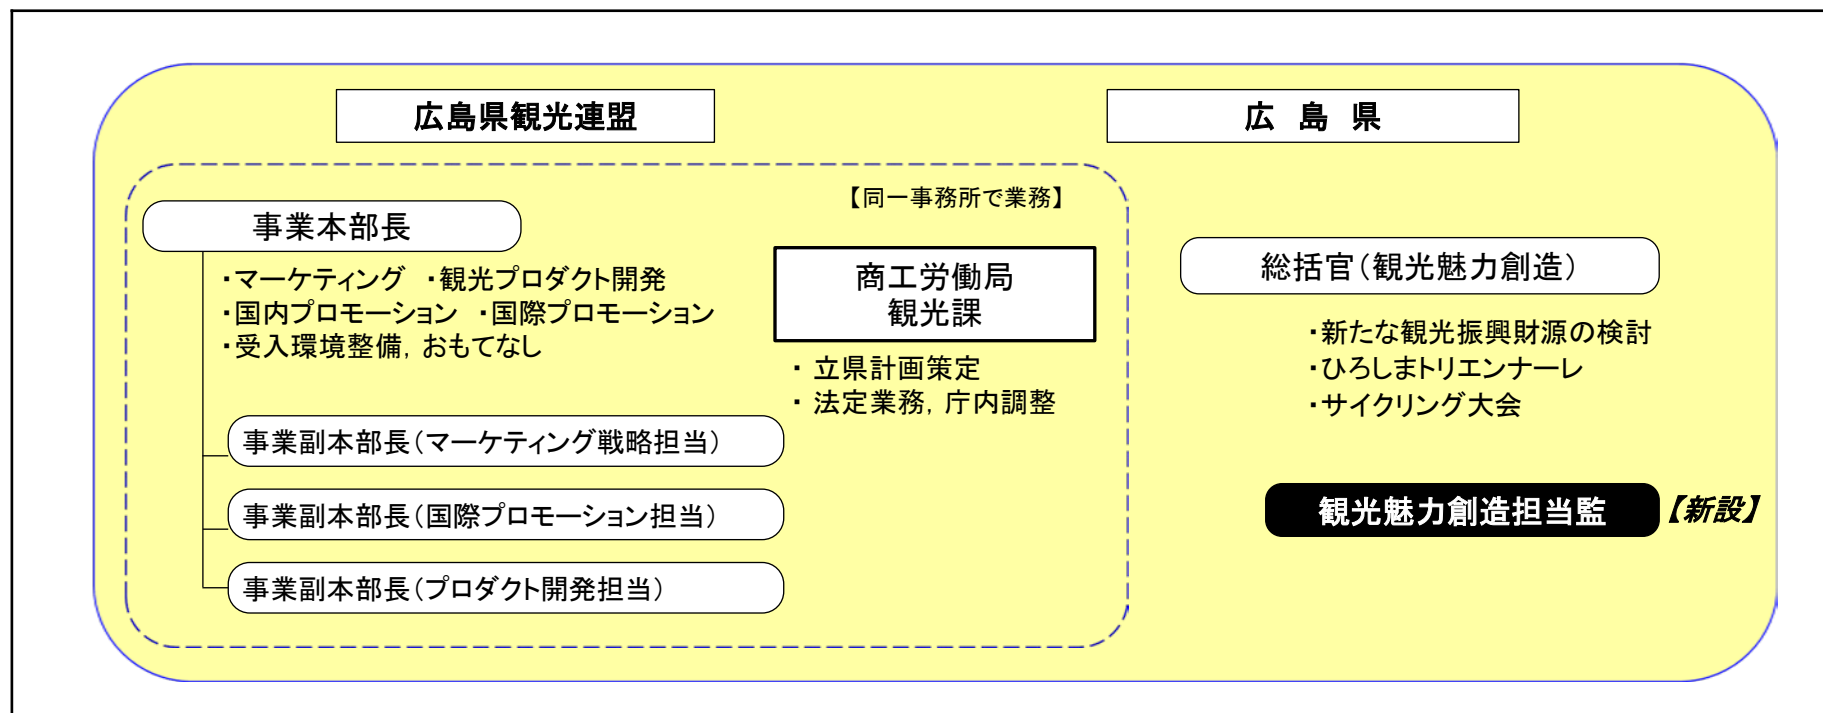 広島県観光連盟
広　島　県
【同一事務所で業務】
事業本部長
・マーケティング　・観光プロダクト開発
・国内プロモーション　・国際プロモーション
・受入環境整備，おもてなし
商工労働局
観光課
・ 立県計画策定
・ 法定業務，庁内調整
事業副本部長（マーケティング戦略担当）
事業副本部長（国際プロモーション担当）
事業副本部長（プロダクト開発担当）
総括官（観光魅力創造）
・新たな観光振興財源の検討
・ひろしまトリエンナーレ
・サイクリング大会
観光魅力創造担当監　【新設】